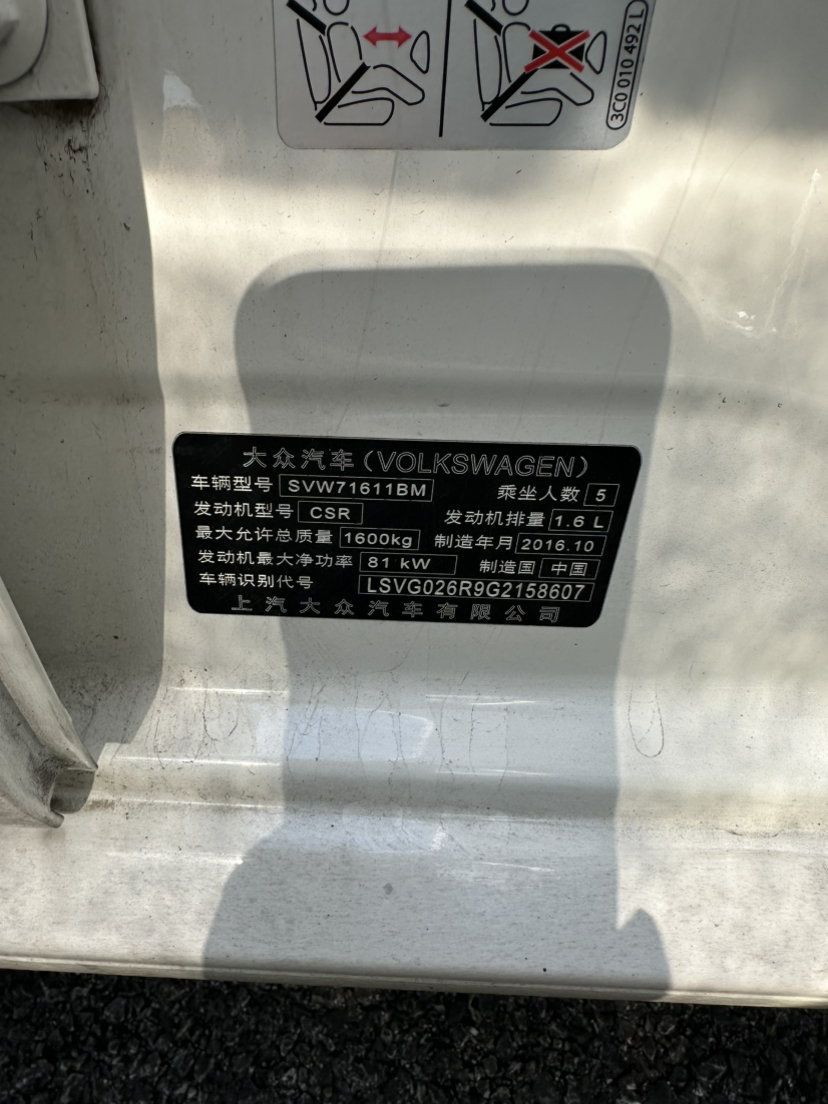 3C0 010 492 L
大众汽车(VOLKSWAGEN)
车辆型号 SVW71611BM 乘坐人数 5
发动机型号 CSR 发动机排量 1.6 L
最大允许总质量 1600kg 制造年月 2016.10
发动机最大净功率 81 kW 制造国 中国
车辆识别代号 LSVG026R9G2158607
上汽大众汽车有限公司